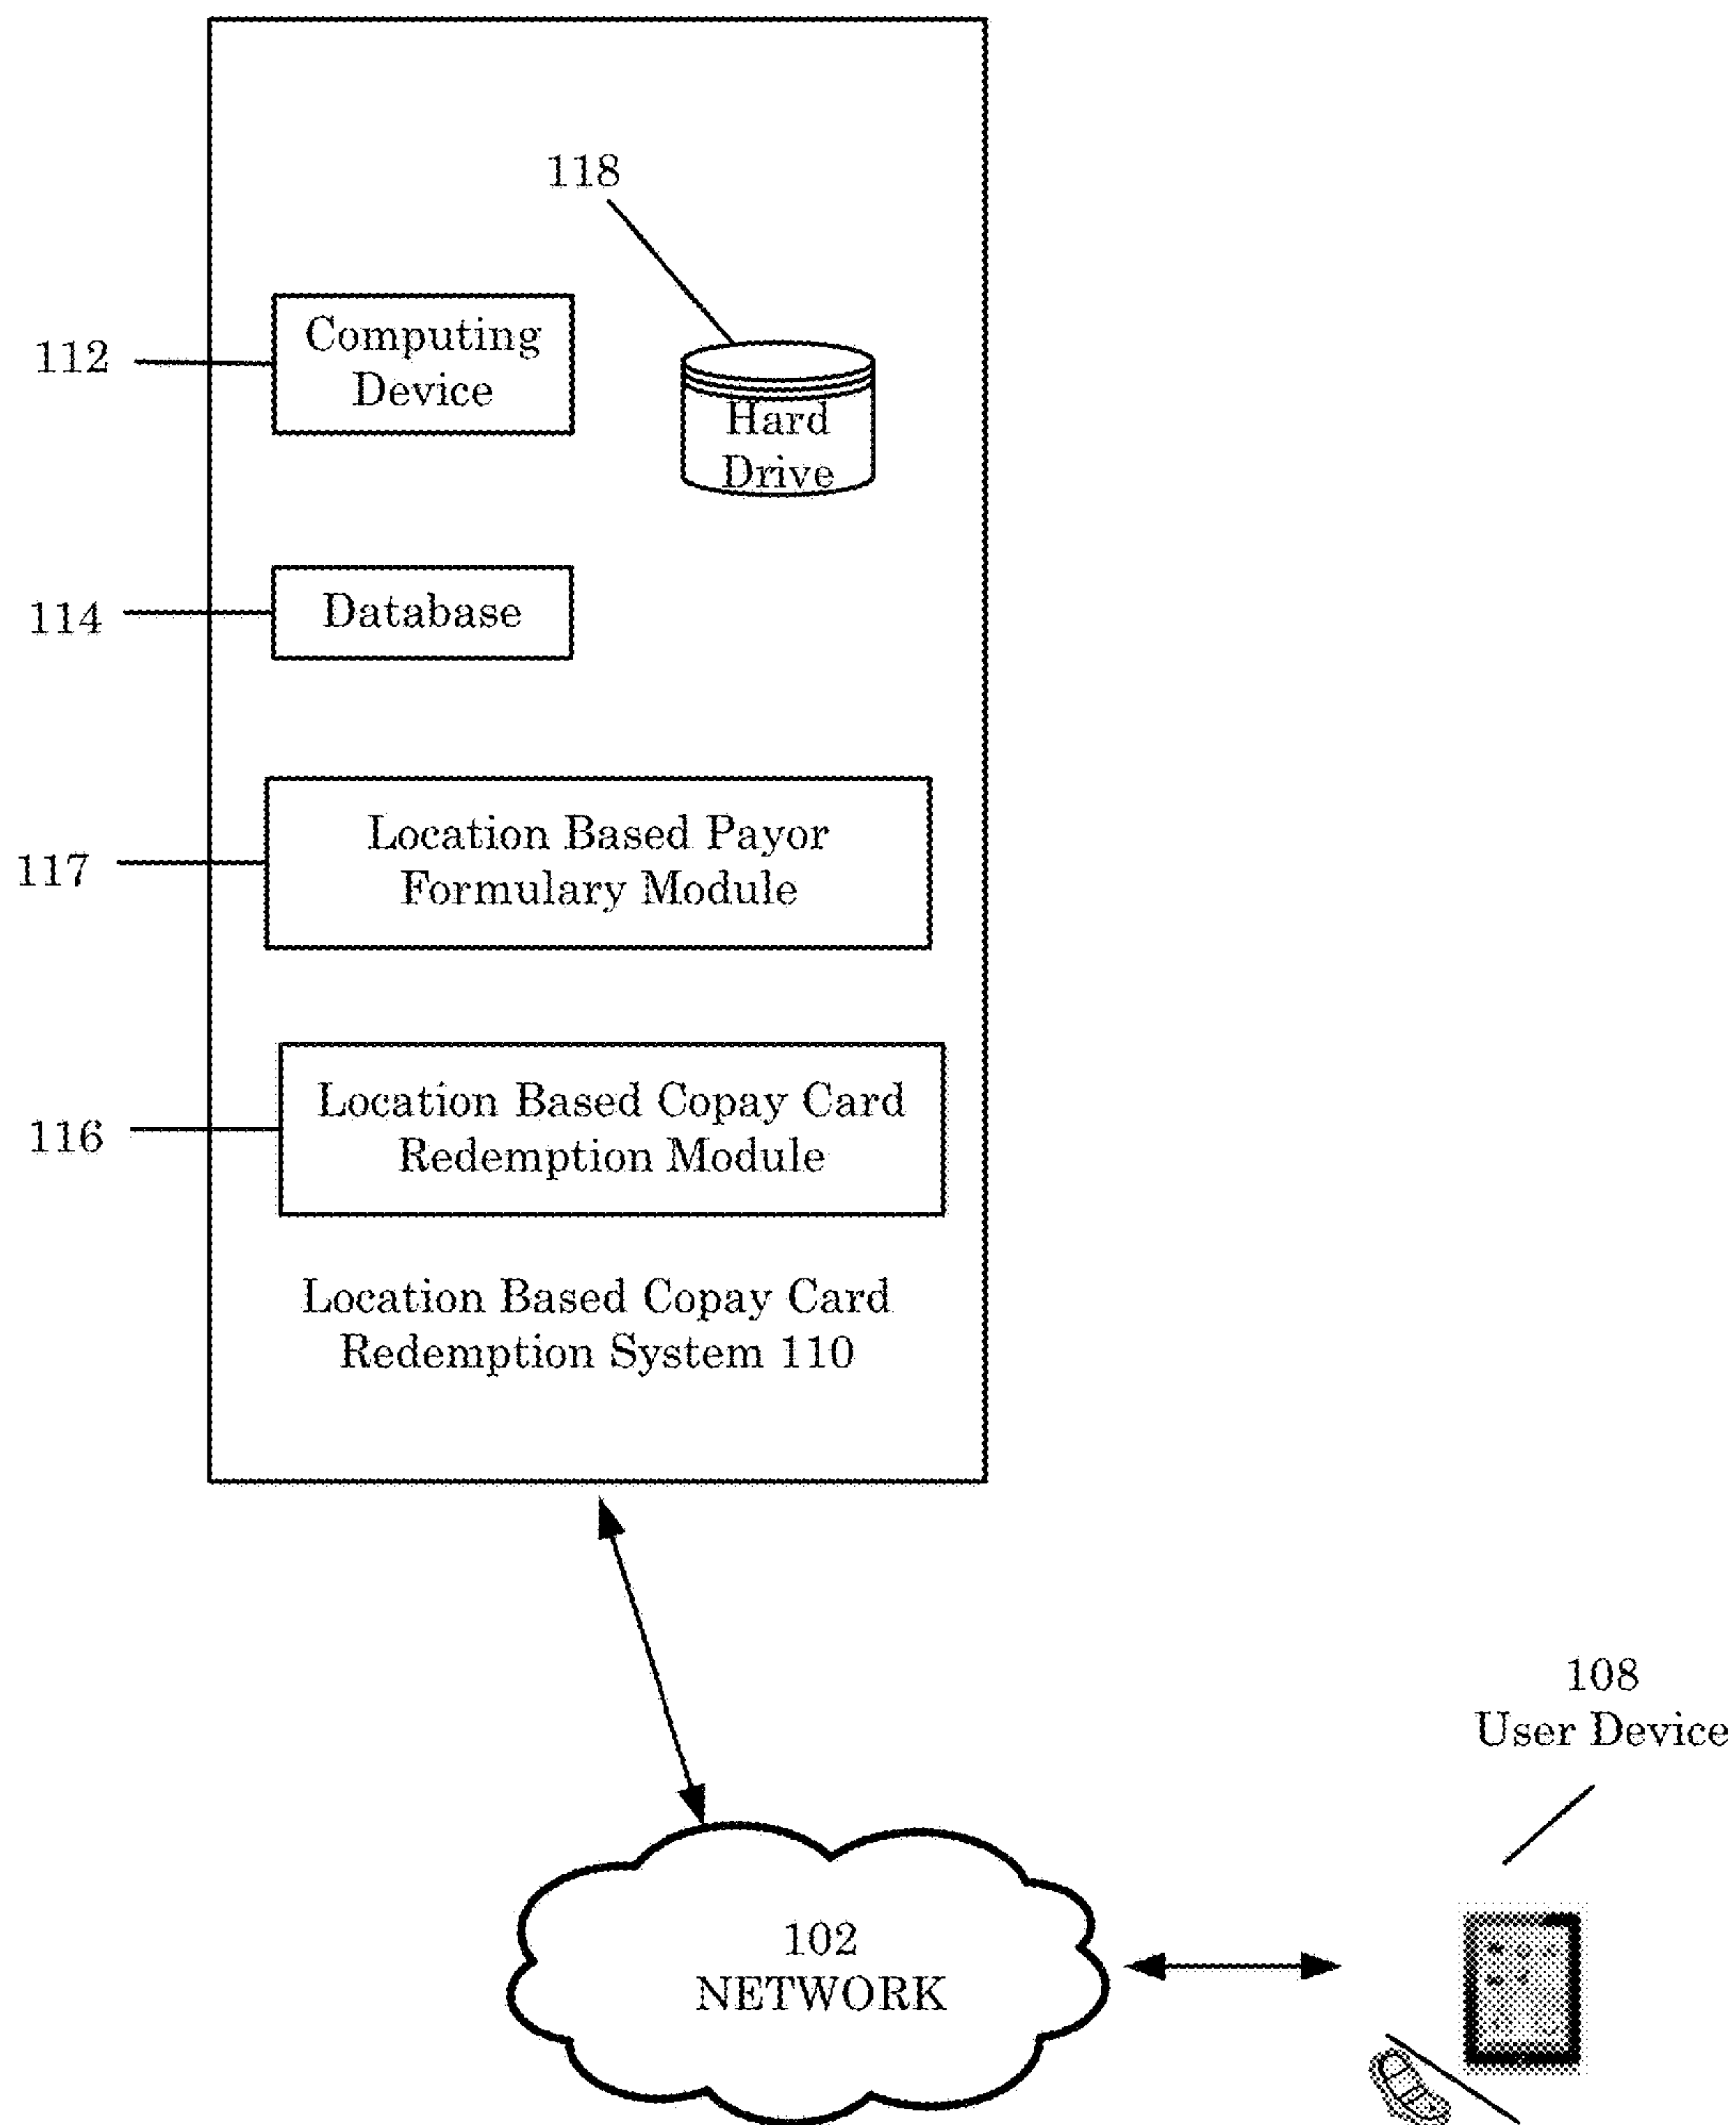 118
112
Computing
Device
Hard
Drive
114
Database
117
Location Based Payor
Formulary Module
116
Location Based Copay Card
Redemption Module
Location Based Copay Card
Redemption System 110
108
User Device
102
NETWORK